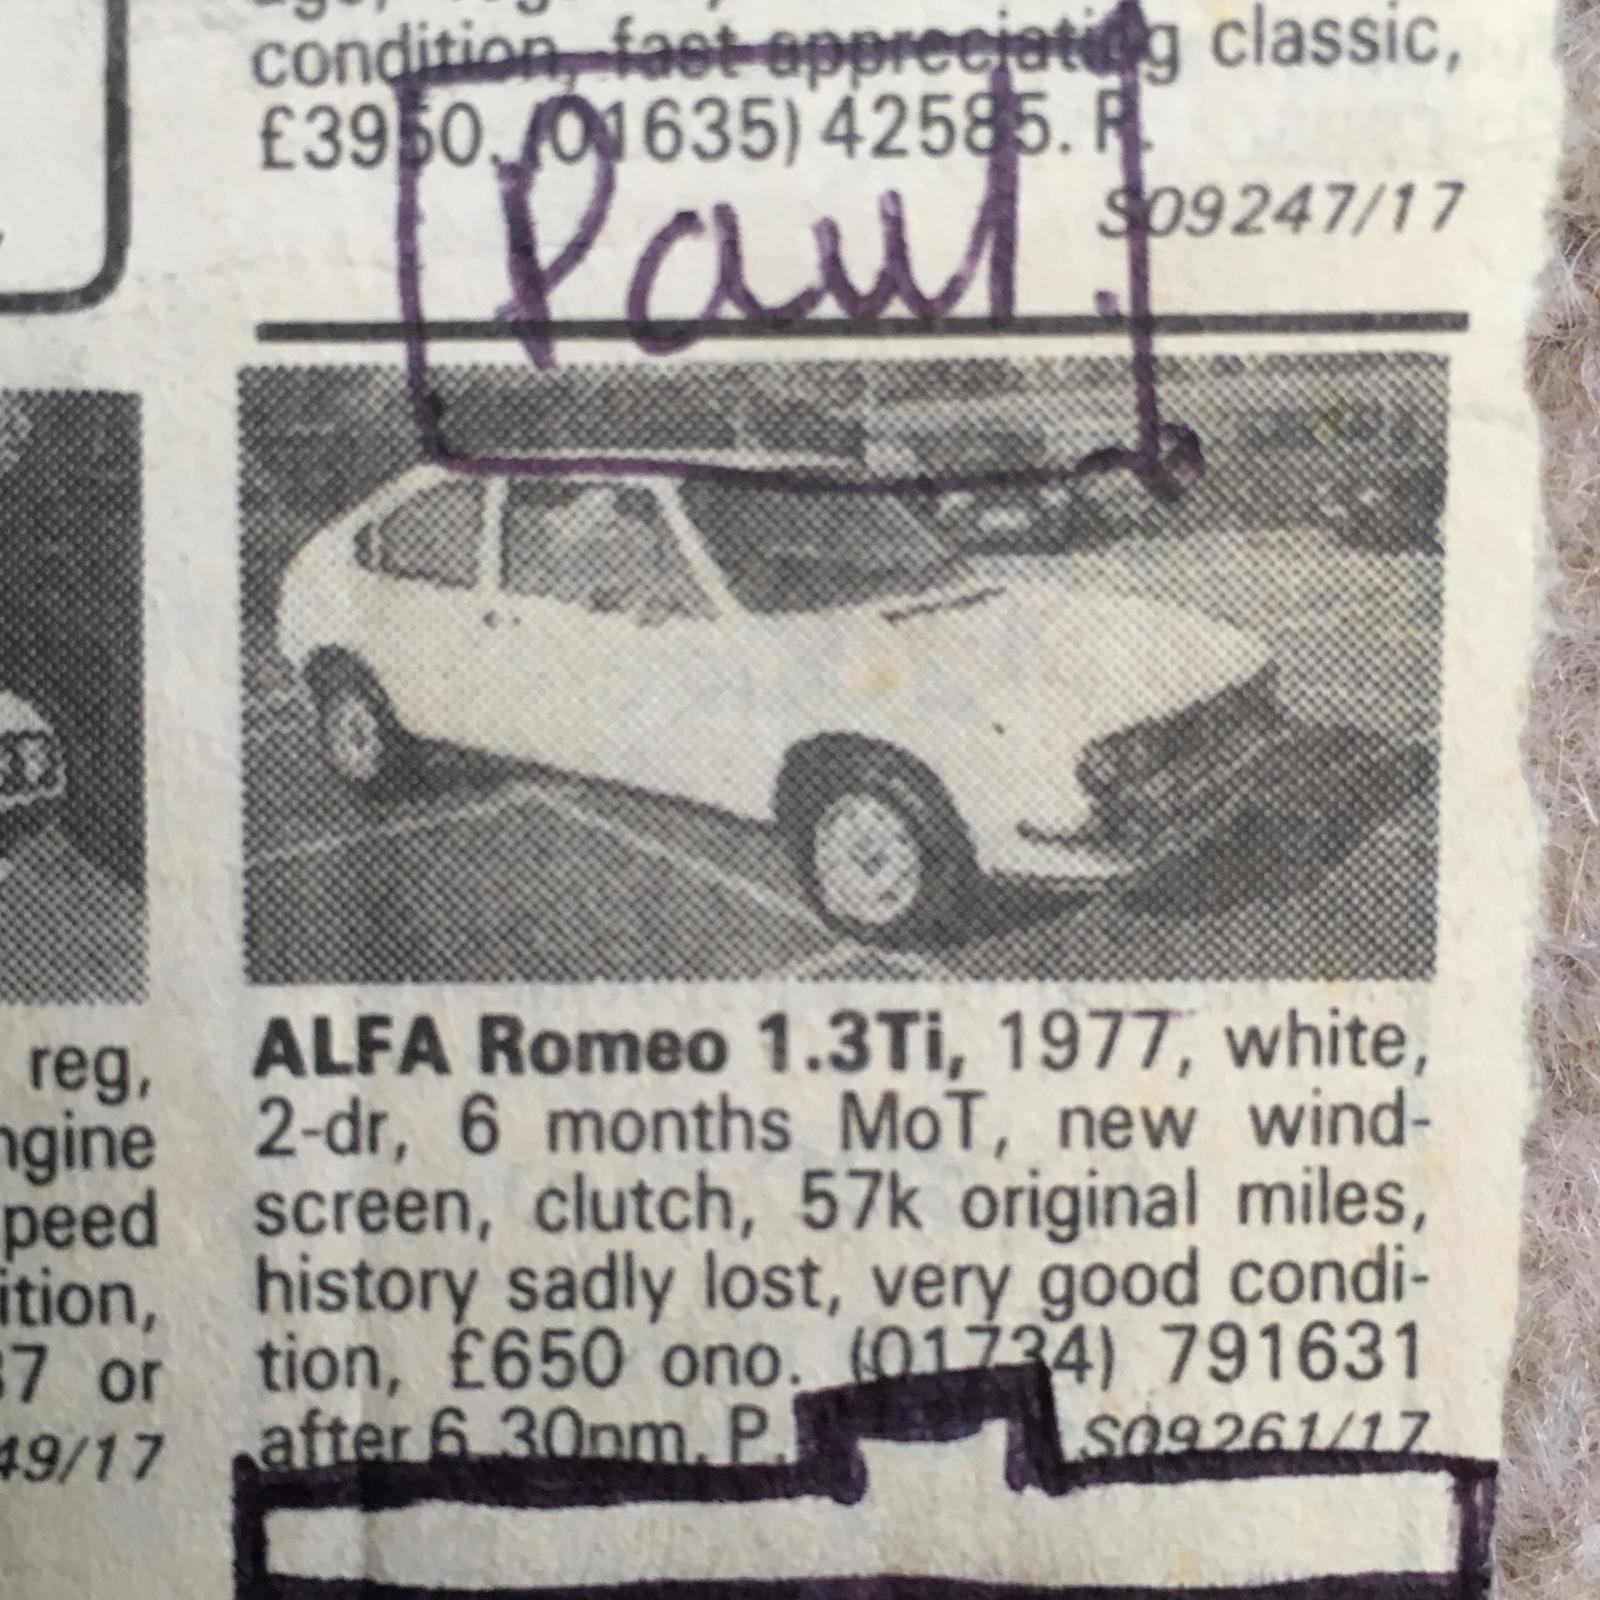 condition, fast appreciating classic,
£3950. (01635) 42585. R.
S09247/17
Paul!
ALFA Romeo 1.3Ti, 1977, white,
2-dr, 6 months MoT, new wind-
screen, clutch, 57k original miles,
history sadly lost, very good condi-
tion, £650 ono. (01734) 791631
after 6.30pm. P.
S09261/17
reg,
ngine
peed
ition,
37 or
49/17